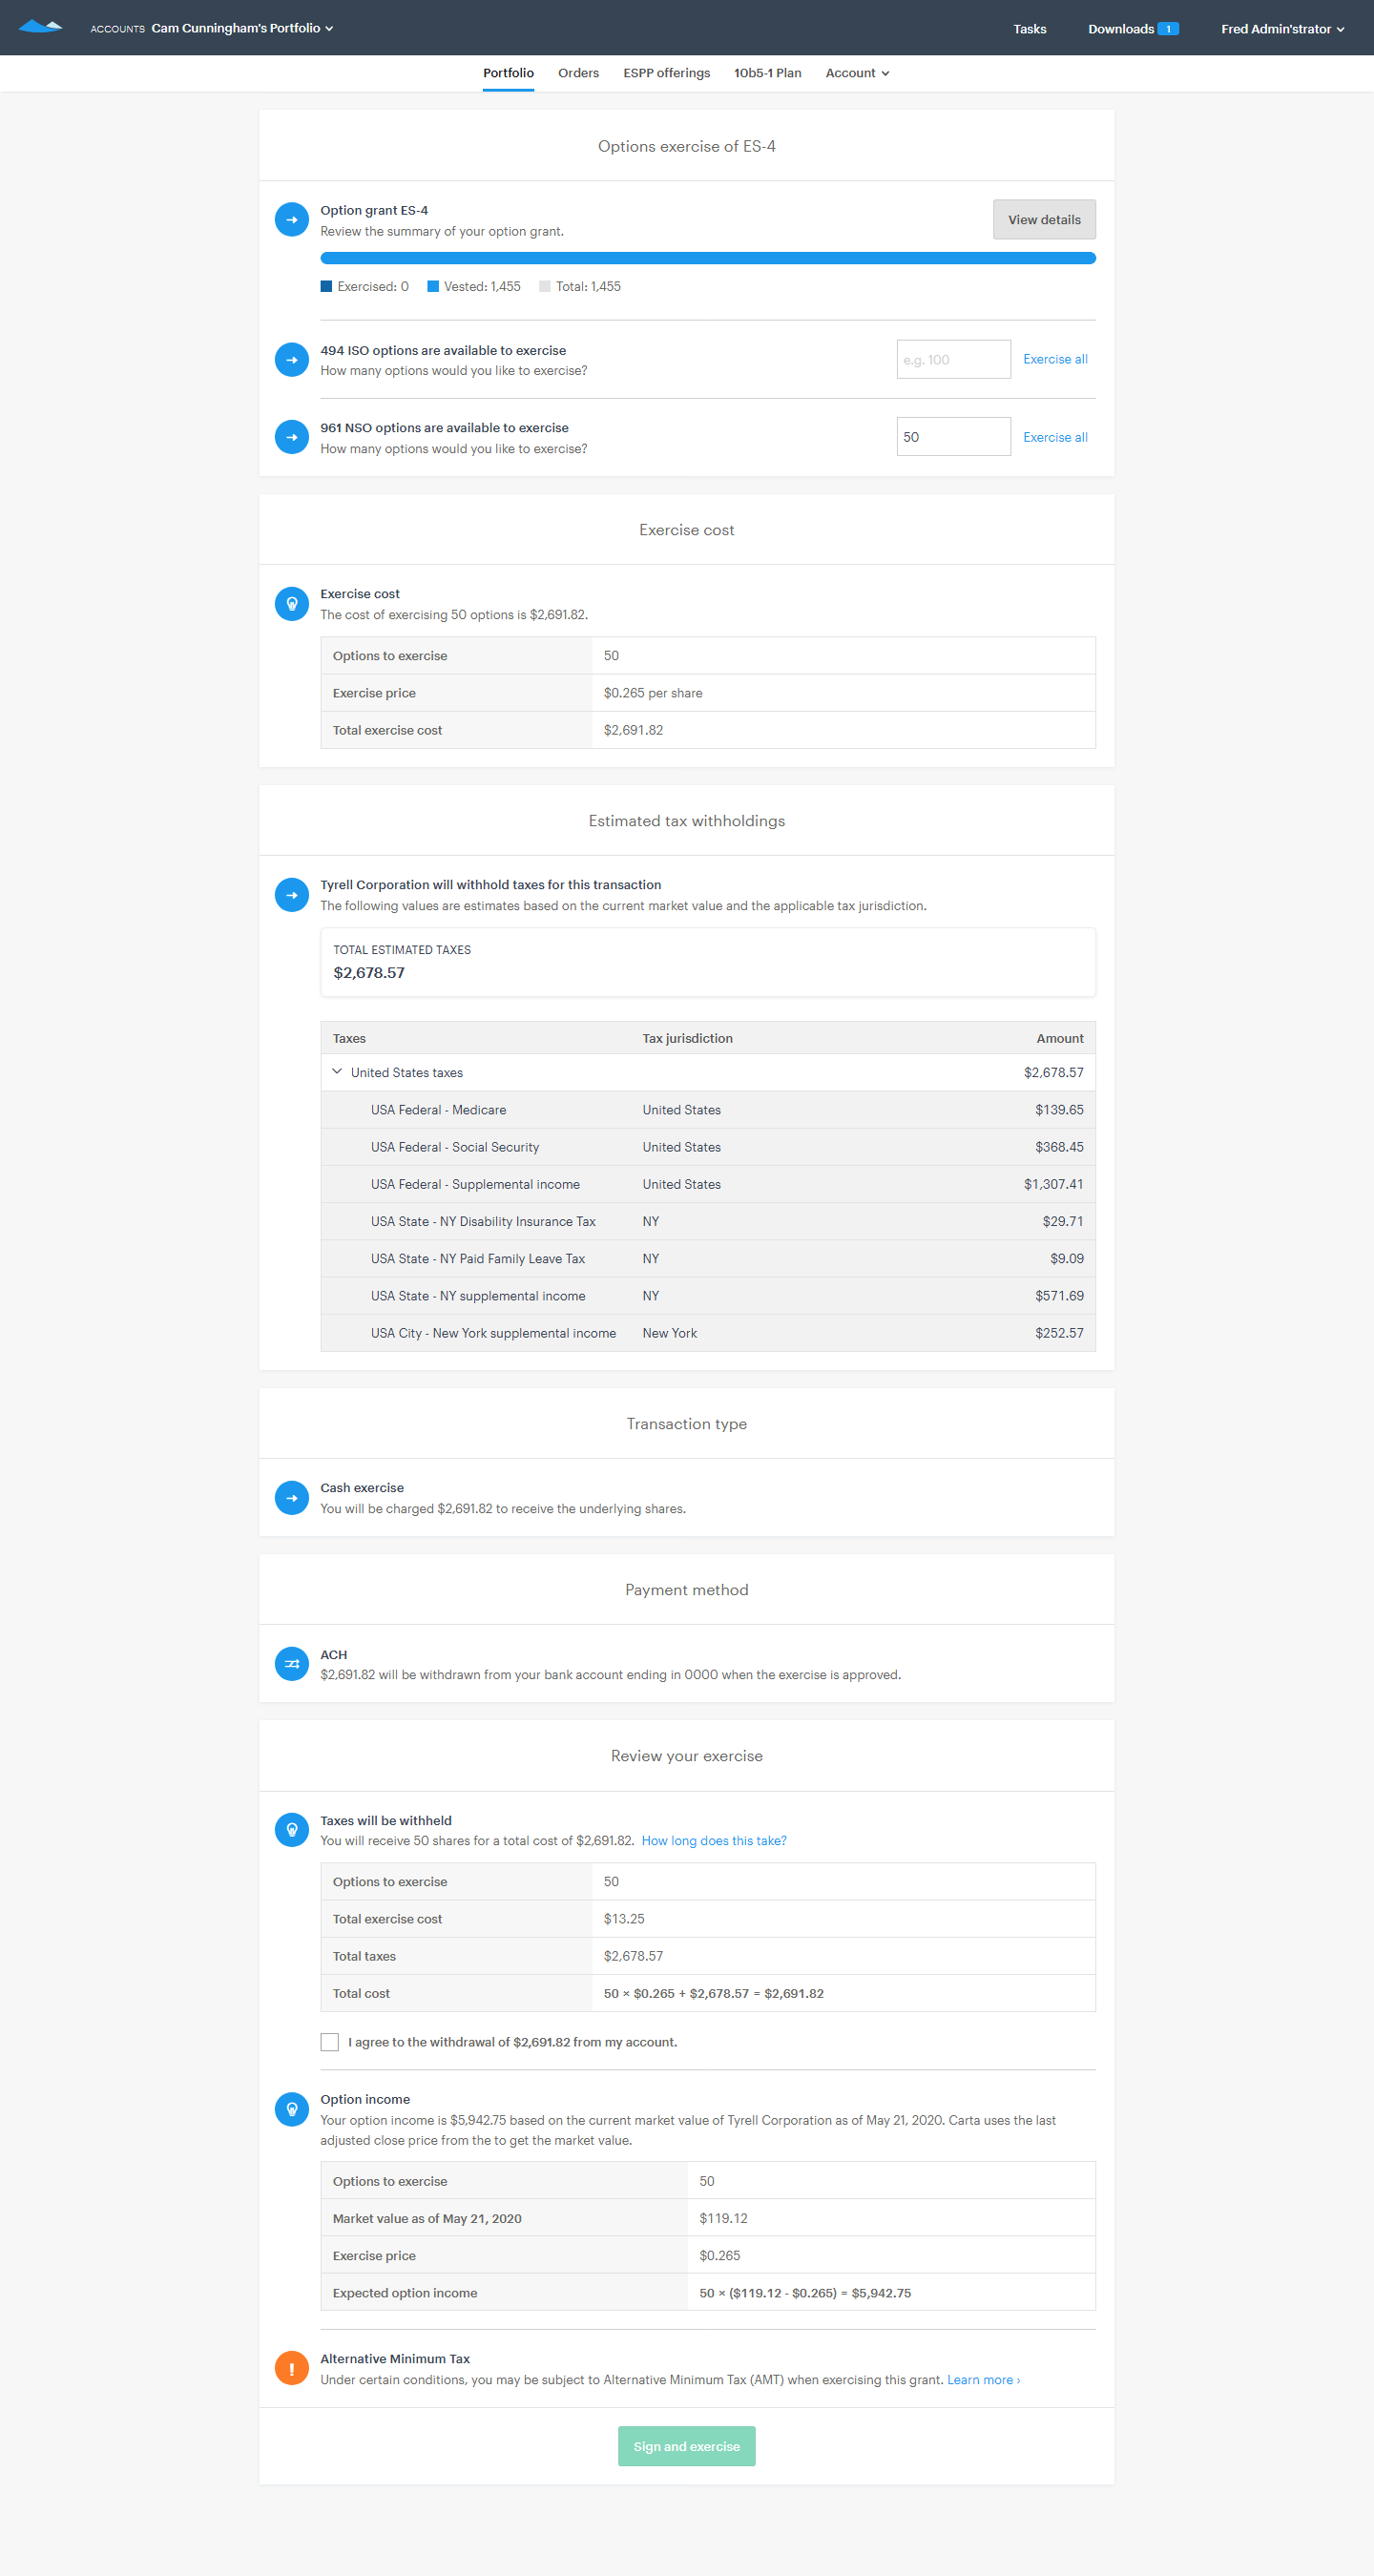 ACCOUNTS Cam Cunningham's Portfolio
Tasks
Downloads 1
Fred Admin'strator
Portfolio
Orders
ESPP offerings
10b5-1 Plan
Account
Options exercise of ES-4
Option grant ES-4
View details
Review the summary of your option grant.
Exercised: 0 Vested: 1,455 Total: 1,455
494 ISO options are available to exercise
e.g. 100
Exercise all
How many options would you like to exercise?
961 NSO options are available to exercise
50
Exercise all
How many options would you like to exercise?
Exercise cost
Exercise cost
The cost of exercising 50 options is $2,691.82.
Options to exercise 50
Exercise price $0.265 per share
Total exercise cost $2,691.82
Estimated tax withholdings
Tyrell Corporation will withhold taxes for this transaction
The following values are estimates based on the current market value and the applicable tax jurisdiction.
TOTAL ESTIMATED TAXES
$2,678.57
Taxes Tax jurisdiction Amount
United States taxes $2,678.57
USA Federal - Medicare United States $139.65
USA Federal - Social Security United States $368.45
USA Federal - Supplemental income United States $1,307.41
USA State - NY Disability Insurance Tax NY $29.71
USA State - NY Paid Family Leave Tax NY $9.09
USA State - NY supplemental income NY $571.69
USA City - New York supplemental income New York $252.57
Transaction type
Cash exercise
You will be charged $2,691.82 to receive the underlying shares.
Payment method
ACH
$2,691.82 will be withdrawn from your bank account ending in 0000 when the exercise is approved.
Review your exercise
Taxes will be withheld
You will receive 50 shares for a total cost of $2,691.82. How long does this take?
Options to exercise 50
Total exercise cost $13.25
Total taxes $2,678.57
Total cost 50 × $0.265 + $2,678.57 = $2,691.82
I agree to the withdrawal of $2,691.82 from my account.
Option income
Your option income is $5,942.75 based on the current market value of Tyrell Corporation as of May 21, 2020. Carta uses the last
adjusted close price from the to get the market value.
Options to exercise 50
Market value as of May 21, 2020 $119.12
Exercise price $0.265
Expected option income 50 × ($119.12 - $0.265) = $5,942.75
Alternative Minimum Tax
Under certain conditions, you may be subject to Alternative Minimum Tax (AMT) when exercising this grant. Learn more ›
Sign and exercise